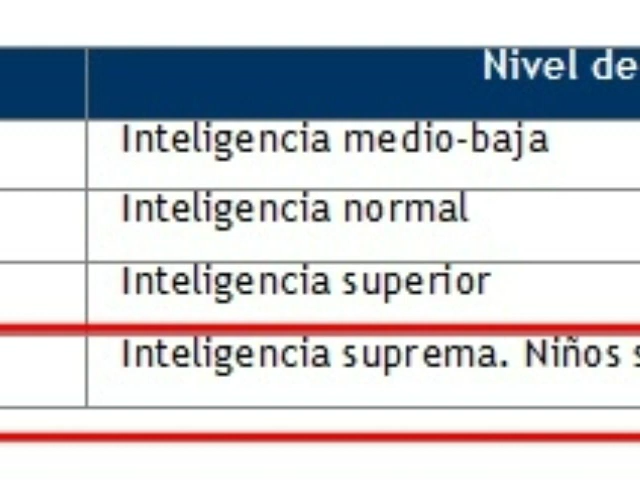 Nivel de
Inteligencia medio-baja
Inteligencia normal
Inteligencia superior
Inteligencia suprema. Niños s